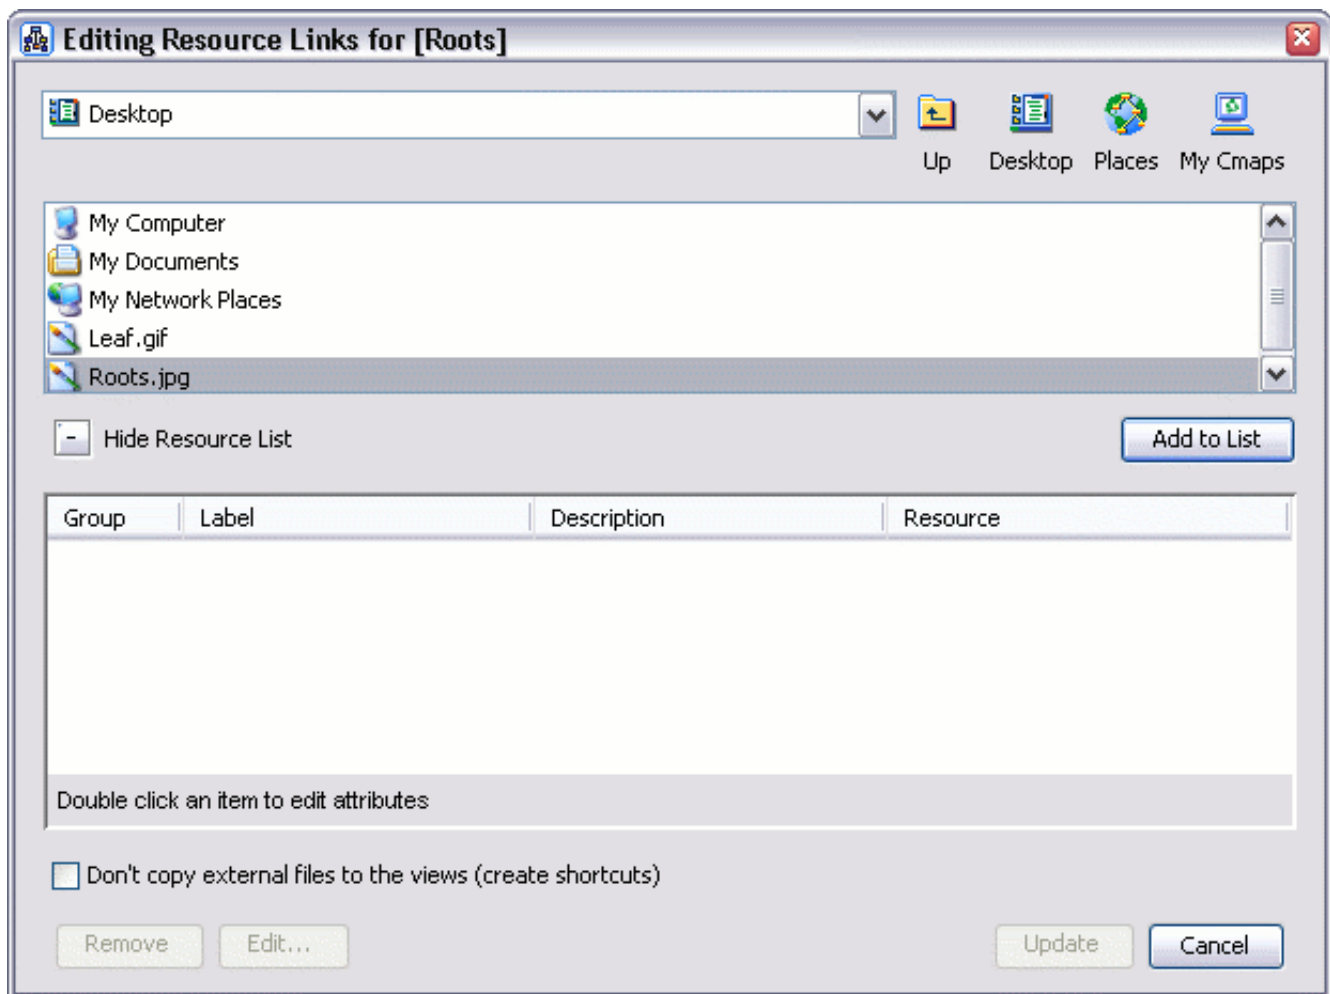 Editing Resource Links for [Roots]
Desktop
Up Desktop Places My Cmaps
My Computer
My Documents
My Network Places
Leaf.gif
Roots.jpg
- Hide Resource List Add to List
Group Label Description Resource
Double click an item to edit attributes
Don't copy external files to the views (create shortcuts)
Remove Edit... Update Cancel